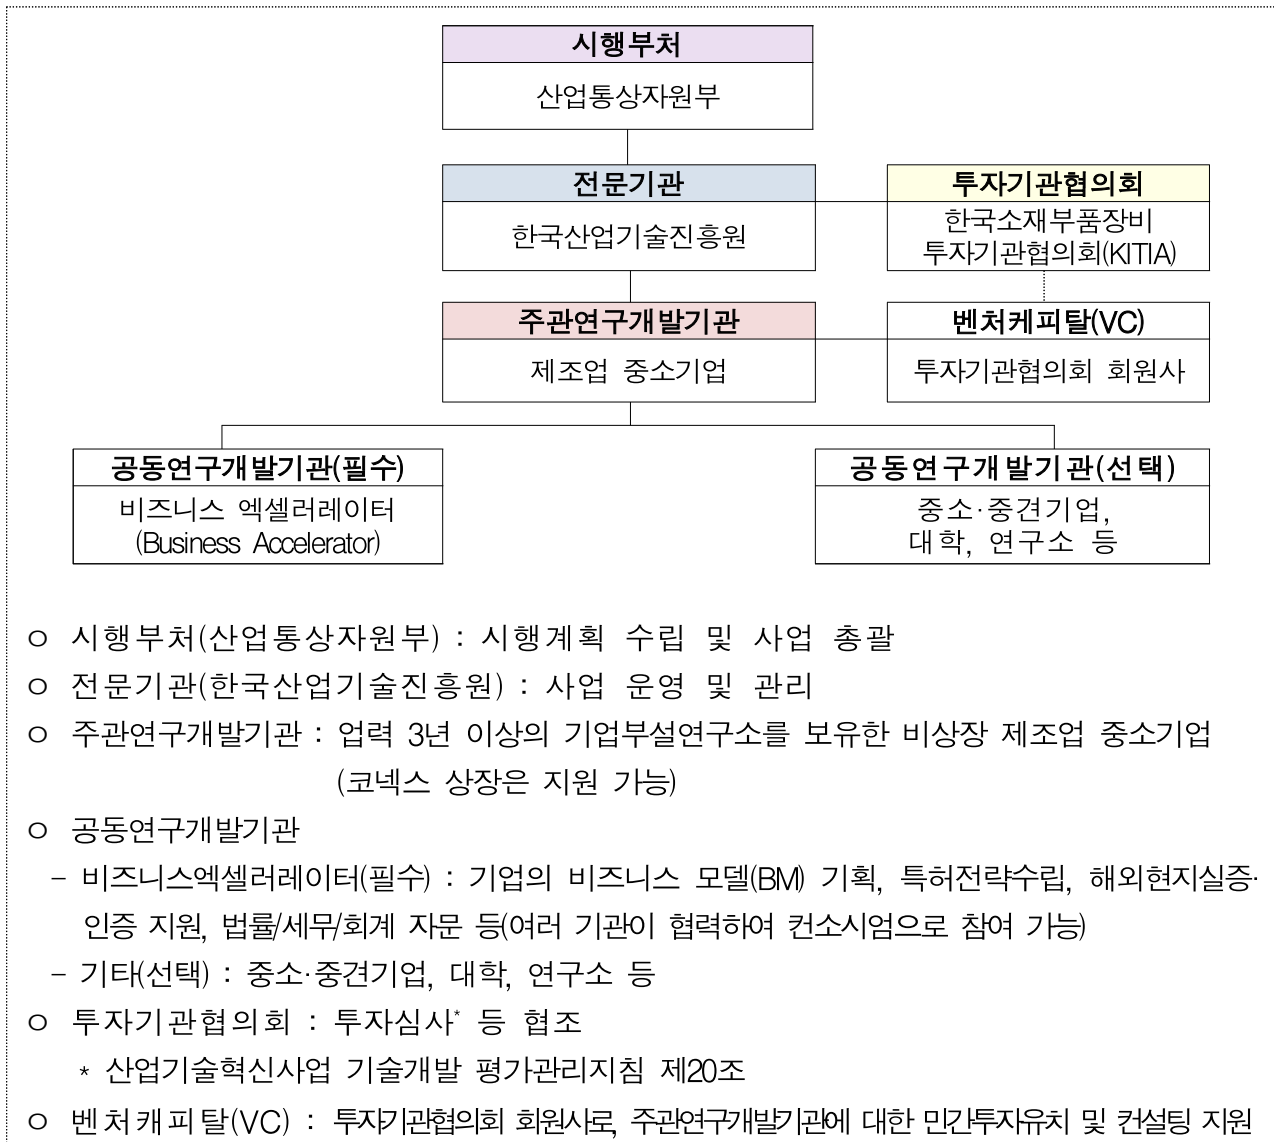 시행부처
산업통상자원부
전문기관
한국산업기술진흥원
투자기관협의회
한국소재부품장비
투자기관협의회(KITIA)
주관연구개발기관
제조업 중소기업
벤처케피탈(VC)
투자기관협의회 회원사
공동연구개발기관(필수)
비즈니스 엑셀러레이터
(Business Accelerator)
공동연구개발기관(선택)
중소·중견기업,
대학, 연구소 등
ㅇ 시행부처(산업통상자원부) : 시행계획 수립 및 사업 총괄
ㅇ 전문기관(한국산업기술진흥원) : 사업 운영 및 관리
ㅇ 주관연구개발기관 : 업력 3년 이상의 기업부설연구소를 보유한 비상장 제조업 중소기업
(코넥스 상장은 지원 가능)
ㅇ 공동연구개발기관
- 비즈니스엑셀러레이터(필수) : 기업의 비즈니스 모델(BM) 기획, 특허전략수립, 해외현지실증·
인증 지원, 법률/세무/회계 자문 등(여러 기관이 협력하여 컨소시엄으로 참여 가능)
- 기타(선택) : 중소·중견기업, 대학, 연구소 등
ㅇ 투자기관협의회 : 투자심사* 등 협조
* 산업기술혁신사업 기술개발 평가관리지침 제20조
ㅇ 벤처캐피탈(VC) : 투자기관협의회 회원사로, 주관연구개발기관에 대한 민간투자유치 및 컨설팅 지원